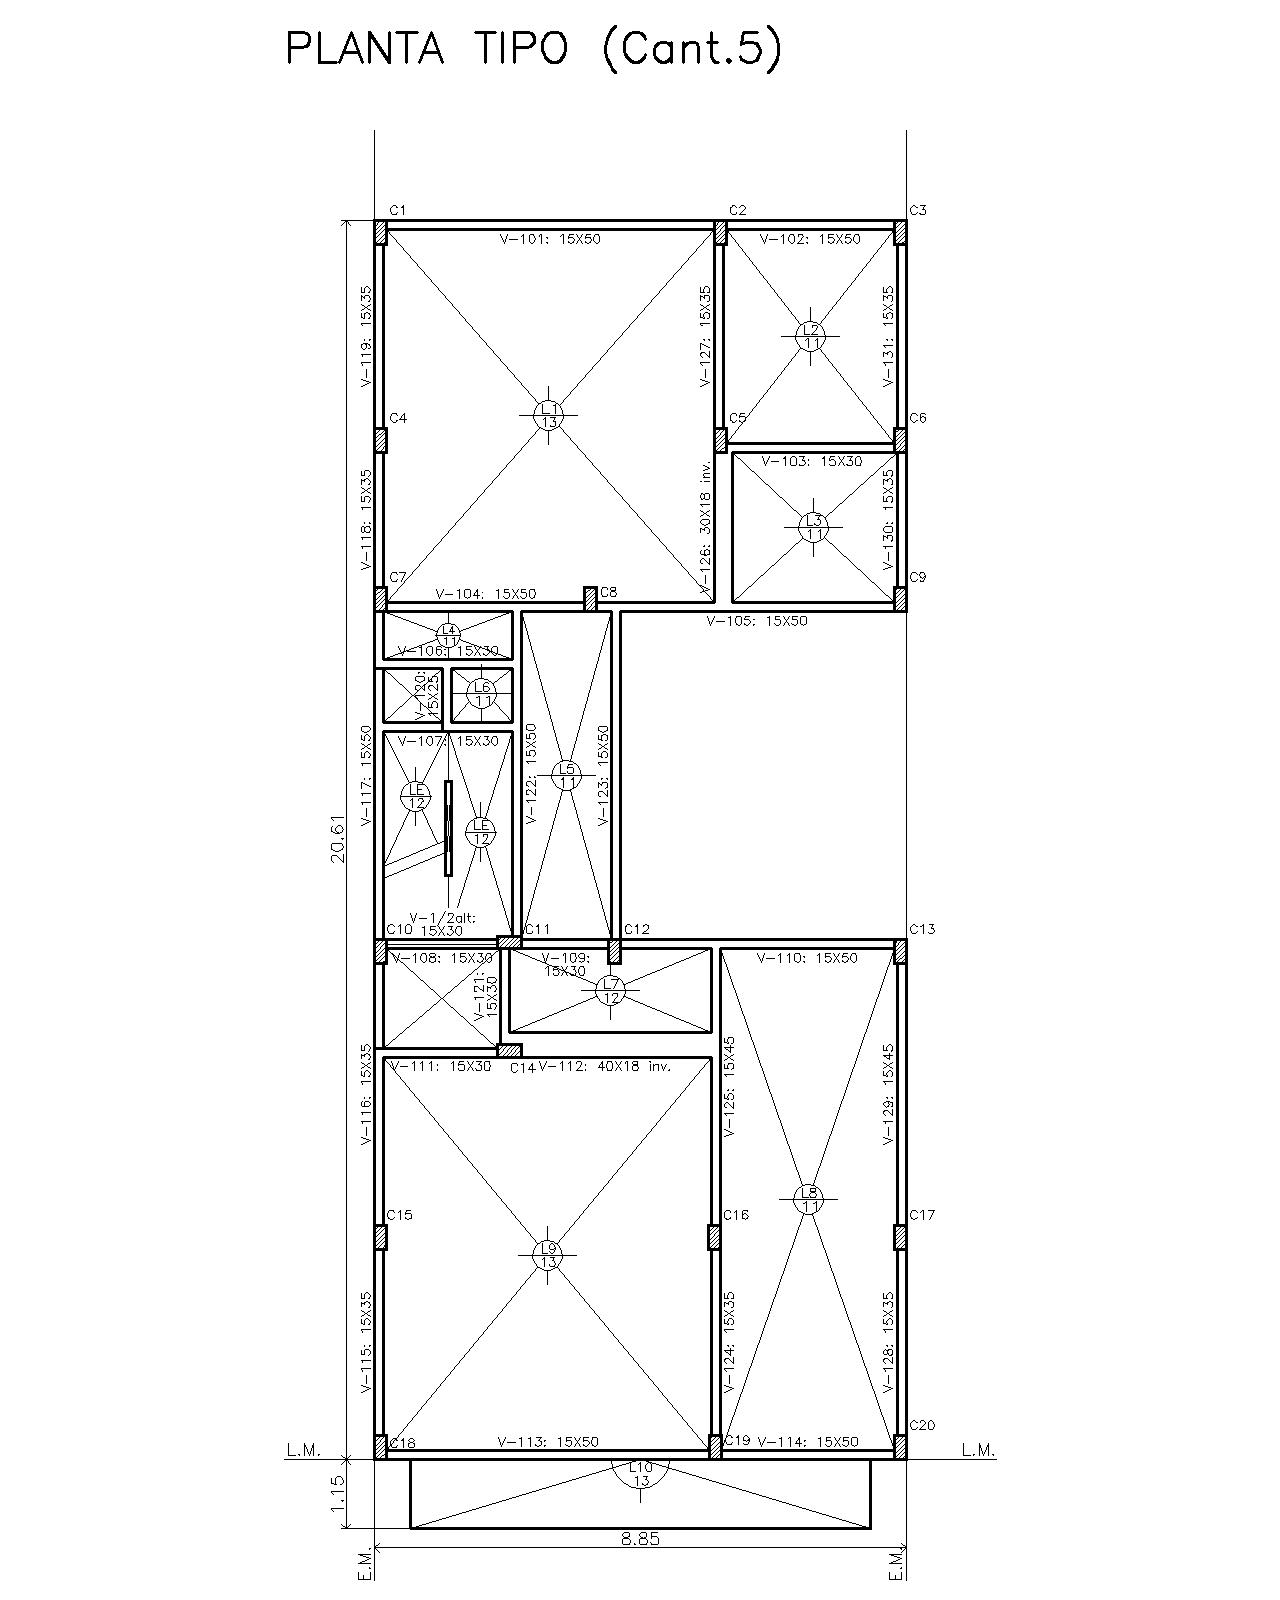 PLANTA TIPO (Cant.5)
C1
C2
C3
V-101: 15X50
V-102: 15X50
V-119: 15X35
V-127: 15X35
V-131: 15X35
L2
11
C4
L1
13
C5
C6
V-103: 15X30
V-118: 15X35
V-126: 30X18 inv.
V-130: 15X35
L3
11
C7
V-104: 15X50
C8
C9
V-105: 15X50
L4
11
V-106: 15X30
V-120:
15X25
L6
11
V-107: 15X30
V-117: 15X50
V-122: 15X50
V-123: 15X50
L5
11
LE
12
LE
12
20.61
V-1/2alt:
15X30
C10
C11
C12
C13
V-108: 15X30
V-109:
15X30
V-110: 15X50
V-121:
15X30
L7
12
V-111: 15X30
C14
V-112: 40X18 inv.
V-116: 15X35
V-125: 15X45
V-129: 15X45
L8
11
C15
C16
C17
L9
13
V-115: 15X35
V-124: 15X35
V-128: 15X35
C18
V-113: 15X50
C19
V-114: 15X50
C20
L.M.
L.M.
L10
13
1.15
8.85
E.M.
E.M.